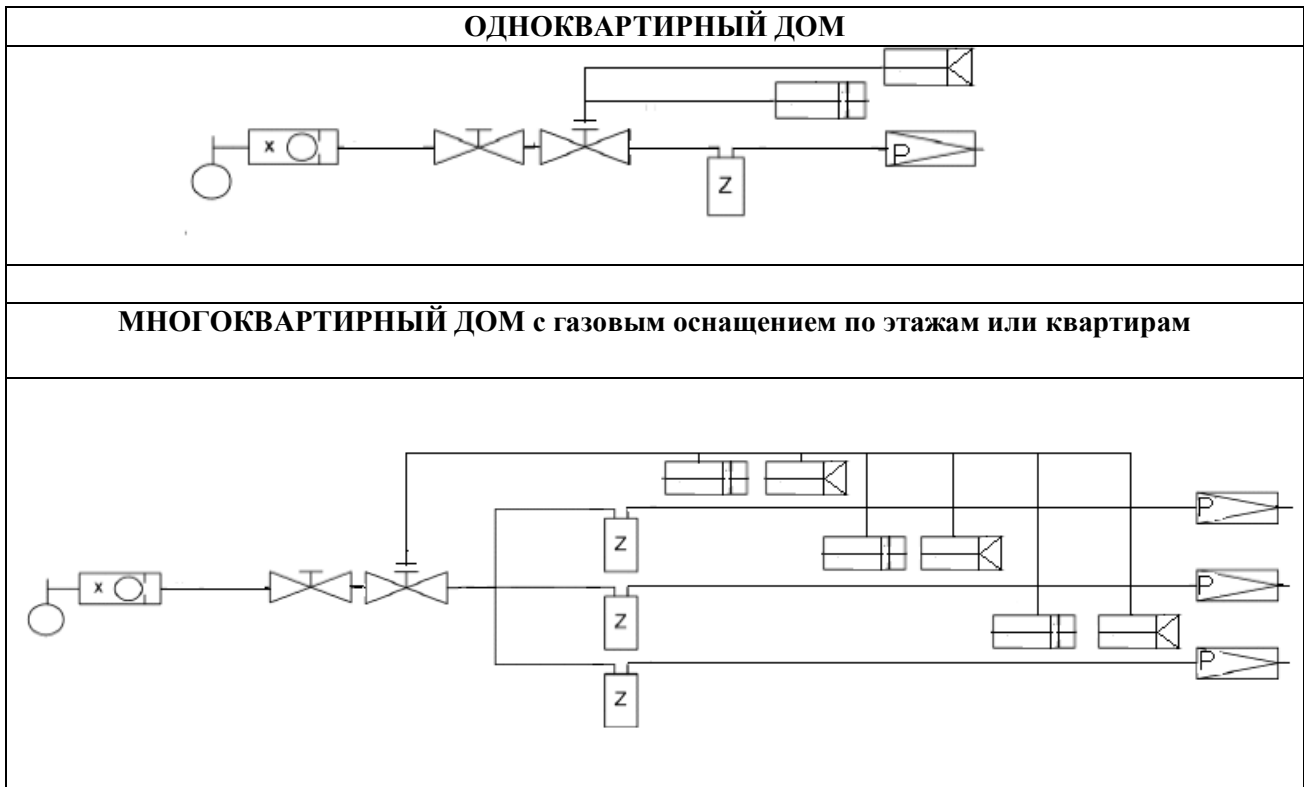 ОДНОКВАРТИРНЫЙ ДОМ
x
P
Z
МНОГОКВАРТИРНЫЙ ДОМ с газовым оснащением по этажам или квартирам
P
Z
x
P
Z
P
Z